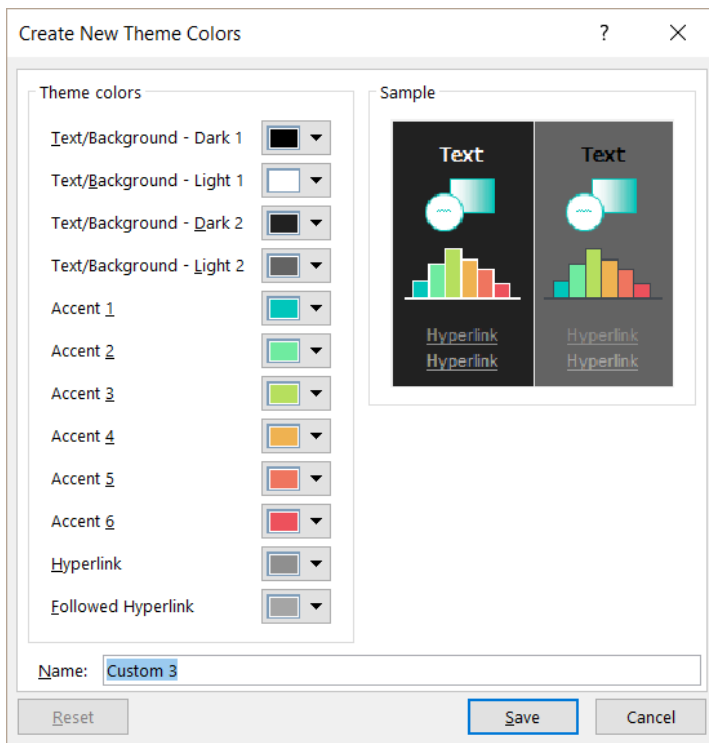 Create New Theme Colors
?
Theme colors
Text/Background - Dark 1
Text/Background - Light 1
Text/Background - Dark 2
Text/Background - Light 2
Accent 1
Accent 2
Accent 3
Accent 4
Accent 5
Accent 6
Hyperlink
Followed Hyperlink
Sample
Text Text
Hyperlink Hyperlink
Hyperlink Hyperlink
Name: Custom 3
Reset Save Cancel